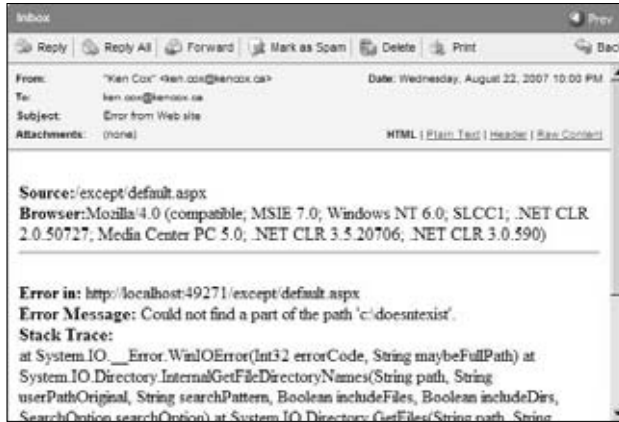 Inbox Prev
Reply Reply All Forward Mark as Spam Delete Print Bac
From: "Ken Cox" <ken.cox@kencox.ca> Date: Wednesday, August 22, 2007 10:00 PM
To: ken.cox@kencox.ca
Subject: Error from Web site
Attachments: (none) HTML | Plain Text | Header | Raw Content
Source:/except/default.aspx
Browser:Mozilla/4.0 (compatible; MSIE 7.0; Windows NT 6.0; SLCC1; .NET CLR
2.0.50727; Media Center PC 5.0; .NET CLR 3.5.20706; .NET CLR 3.0.590)
Error in: http://localhost:49271/except/default.aspx
Error Message: Could not find a part of the path 'c:\doesntexist'.
Stack Trace:
at System.IO.__Error.WinIOError(Int32 errorCode, String maybeFullPath) at
System.IO.Directory.InternalGetFileDirectoryNames(String path, String
userPathOriginal, String searchPattern, Boolean includeFiles, Boolean includeDirs,
SearchOption searchOption) at System.IO.Directory.GetFiles(String path, String